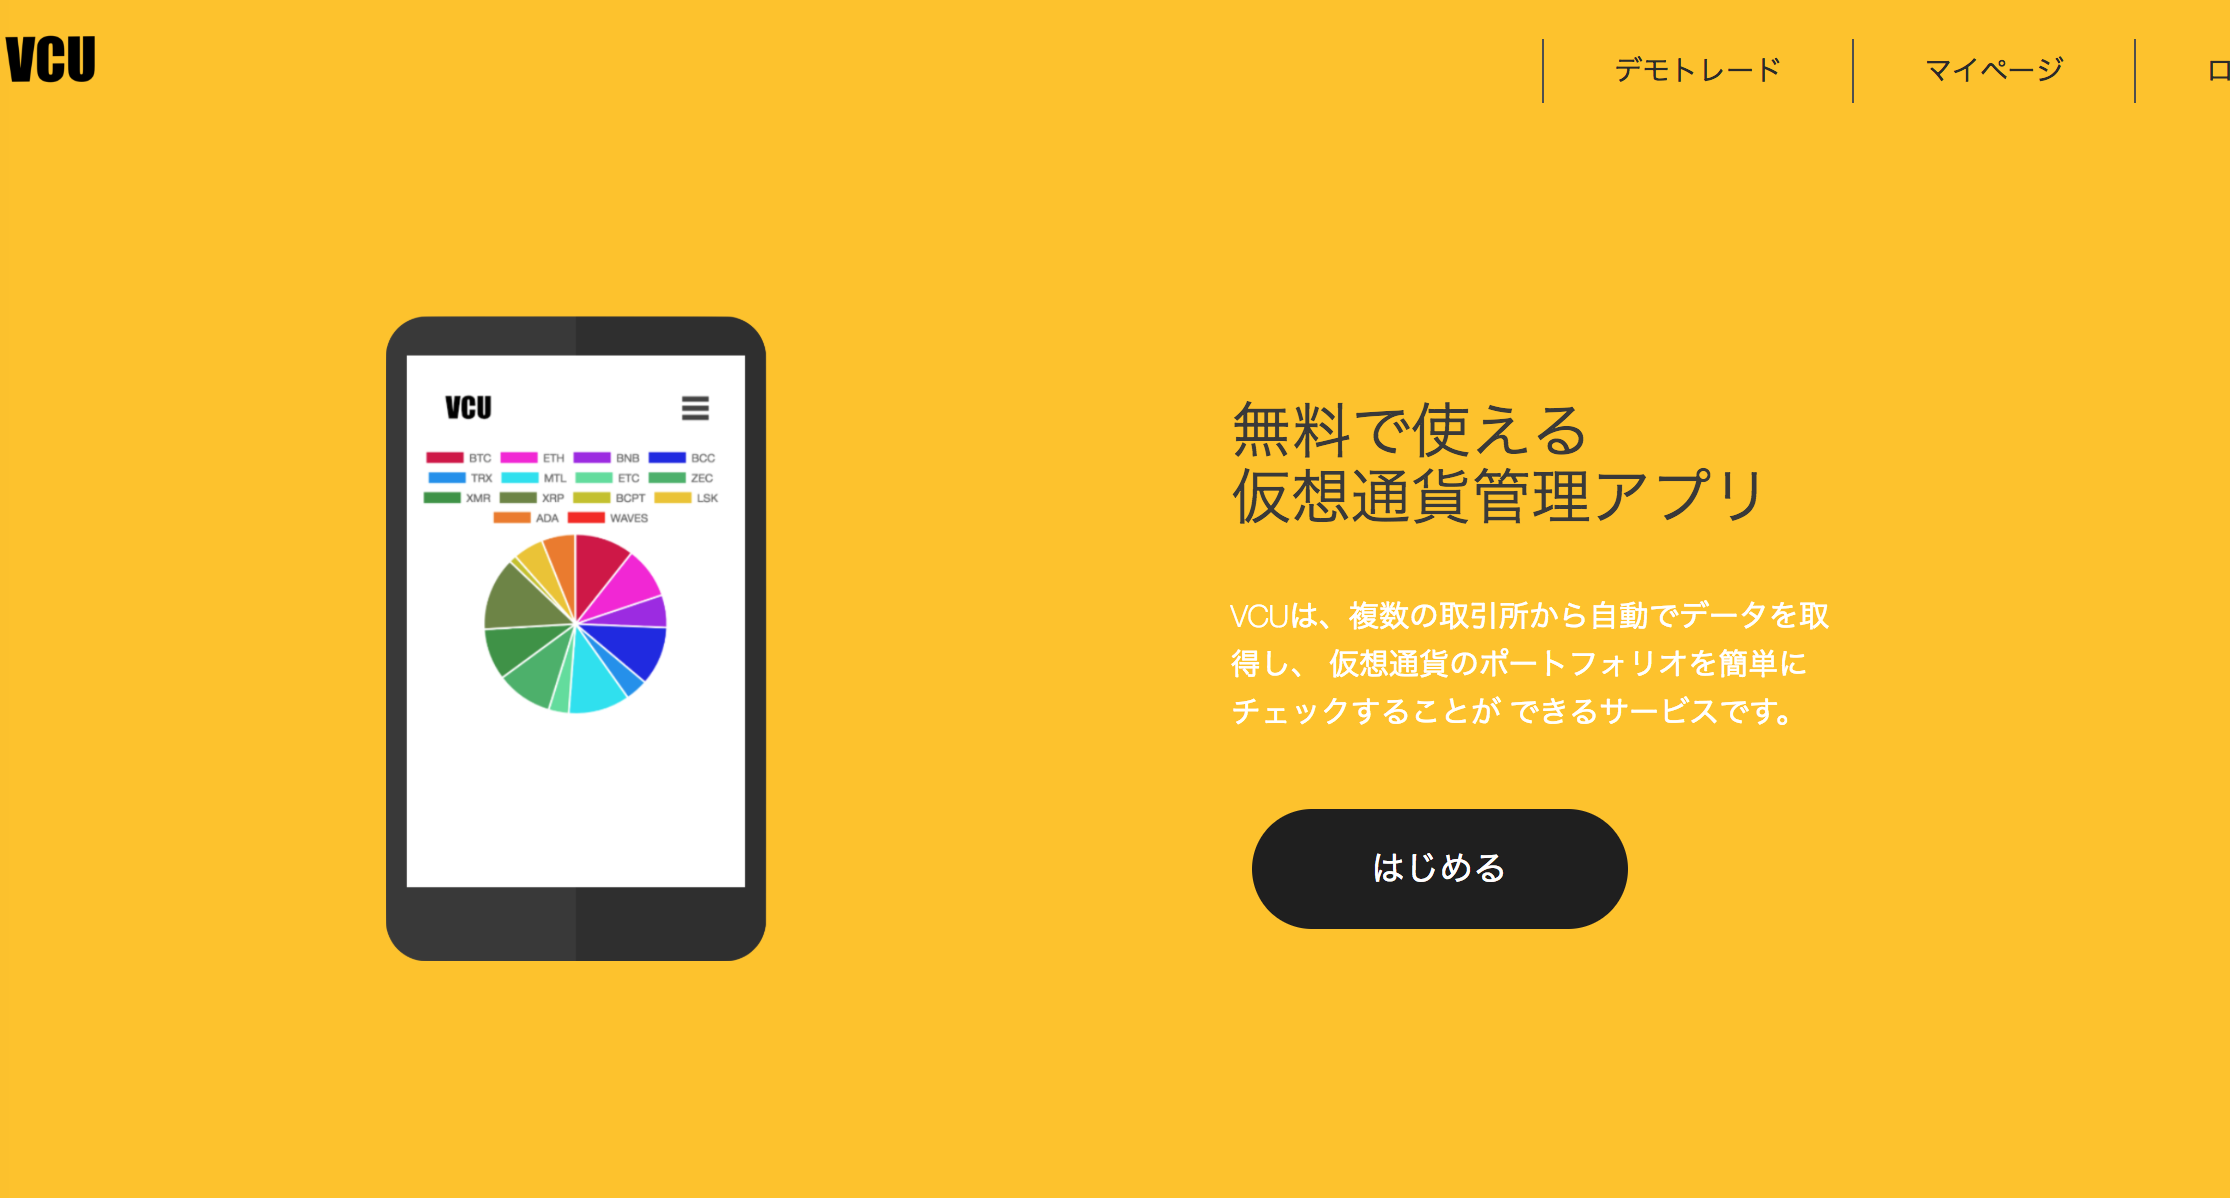 VCU
デモトレード
マイページ
無料で使える
仮想通貨管理アプリ
VCUは、複数の取引所から自動でデータを取
得し、 仮想通貨のポートフォリオを簡単に
チェックすることが できるサービスです。
はじめる
VCU
BTC ETH BNB BCC
TRX MTL ETC ZEC
XMR XRP BCPT LSK
ADA WAVES